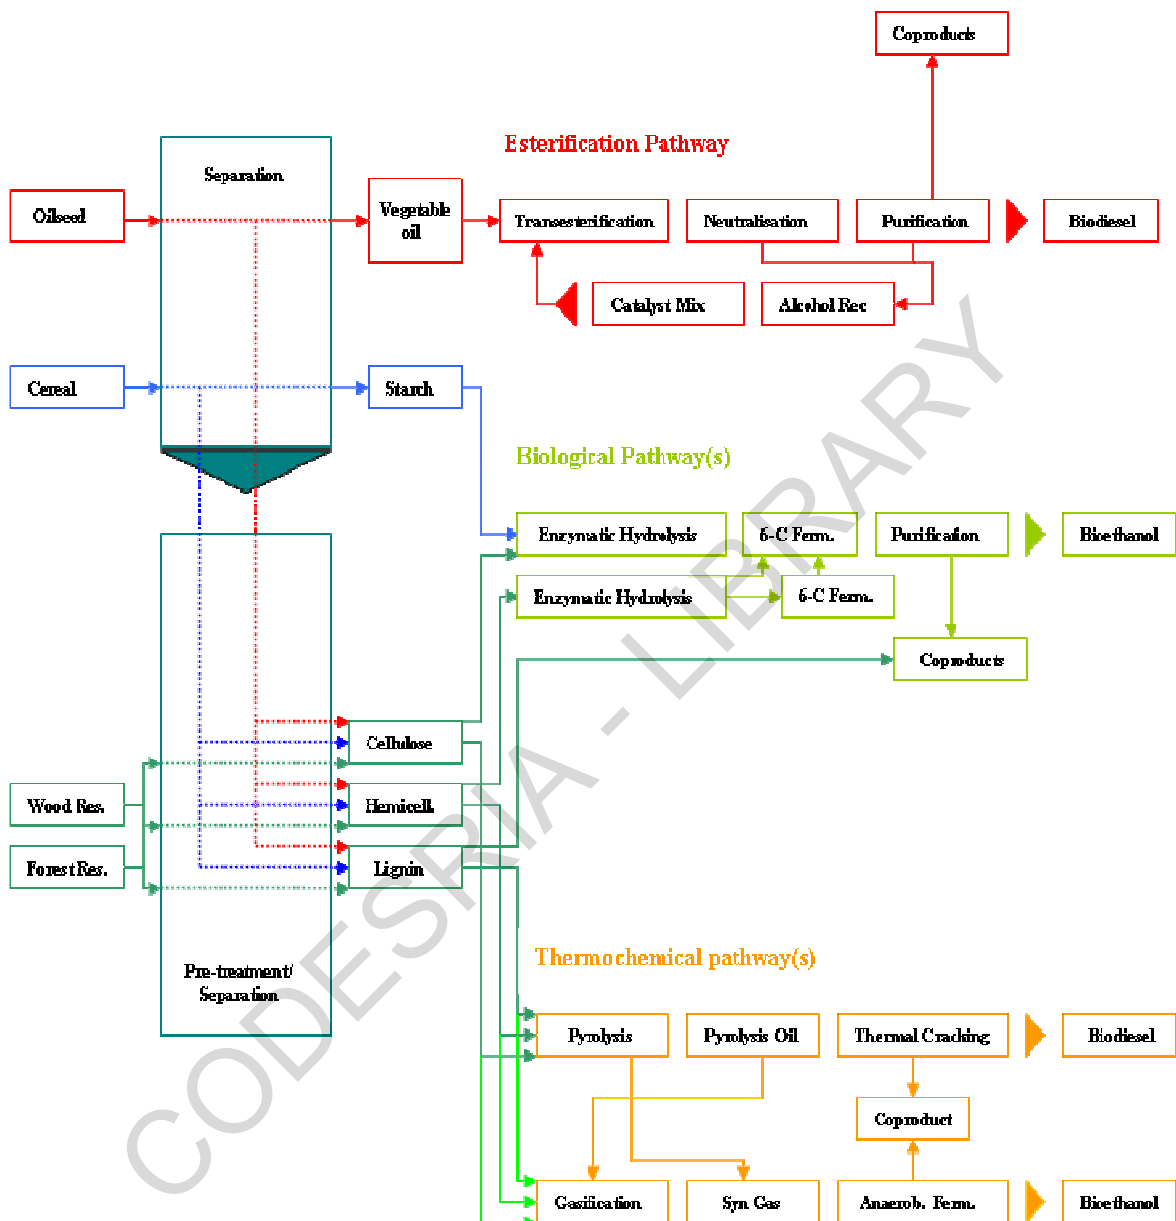 Coproducts
Esterification Pathway
Separation
Oilseed
Vegetable
oil
Transesterification
Neutralisation
Purification
Biodiesel
Catalyst Mix
Alcohol Rec
Cereal
Starch
Biological Pathway(s)
Enzymatic Hydrolysis
6-C Ferm.
Purification
Bioethanol
Enzymatic Hydrolysis
6-C Ferm.
Coproducts
Cellulose
Wood Res.
Hemicell.
Forest Res.
Lignin
Thermochemical pathway(s)
Pre-treatment/
Separation
Pyrolysis
Pyrolysis Oil
Thermal Cracking
Biodiesel
Coproduct
Gasification
Syn Gas
Anaerob. Ferm.
Bioethanol
CODESRIA - LIBRARY